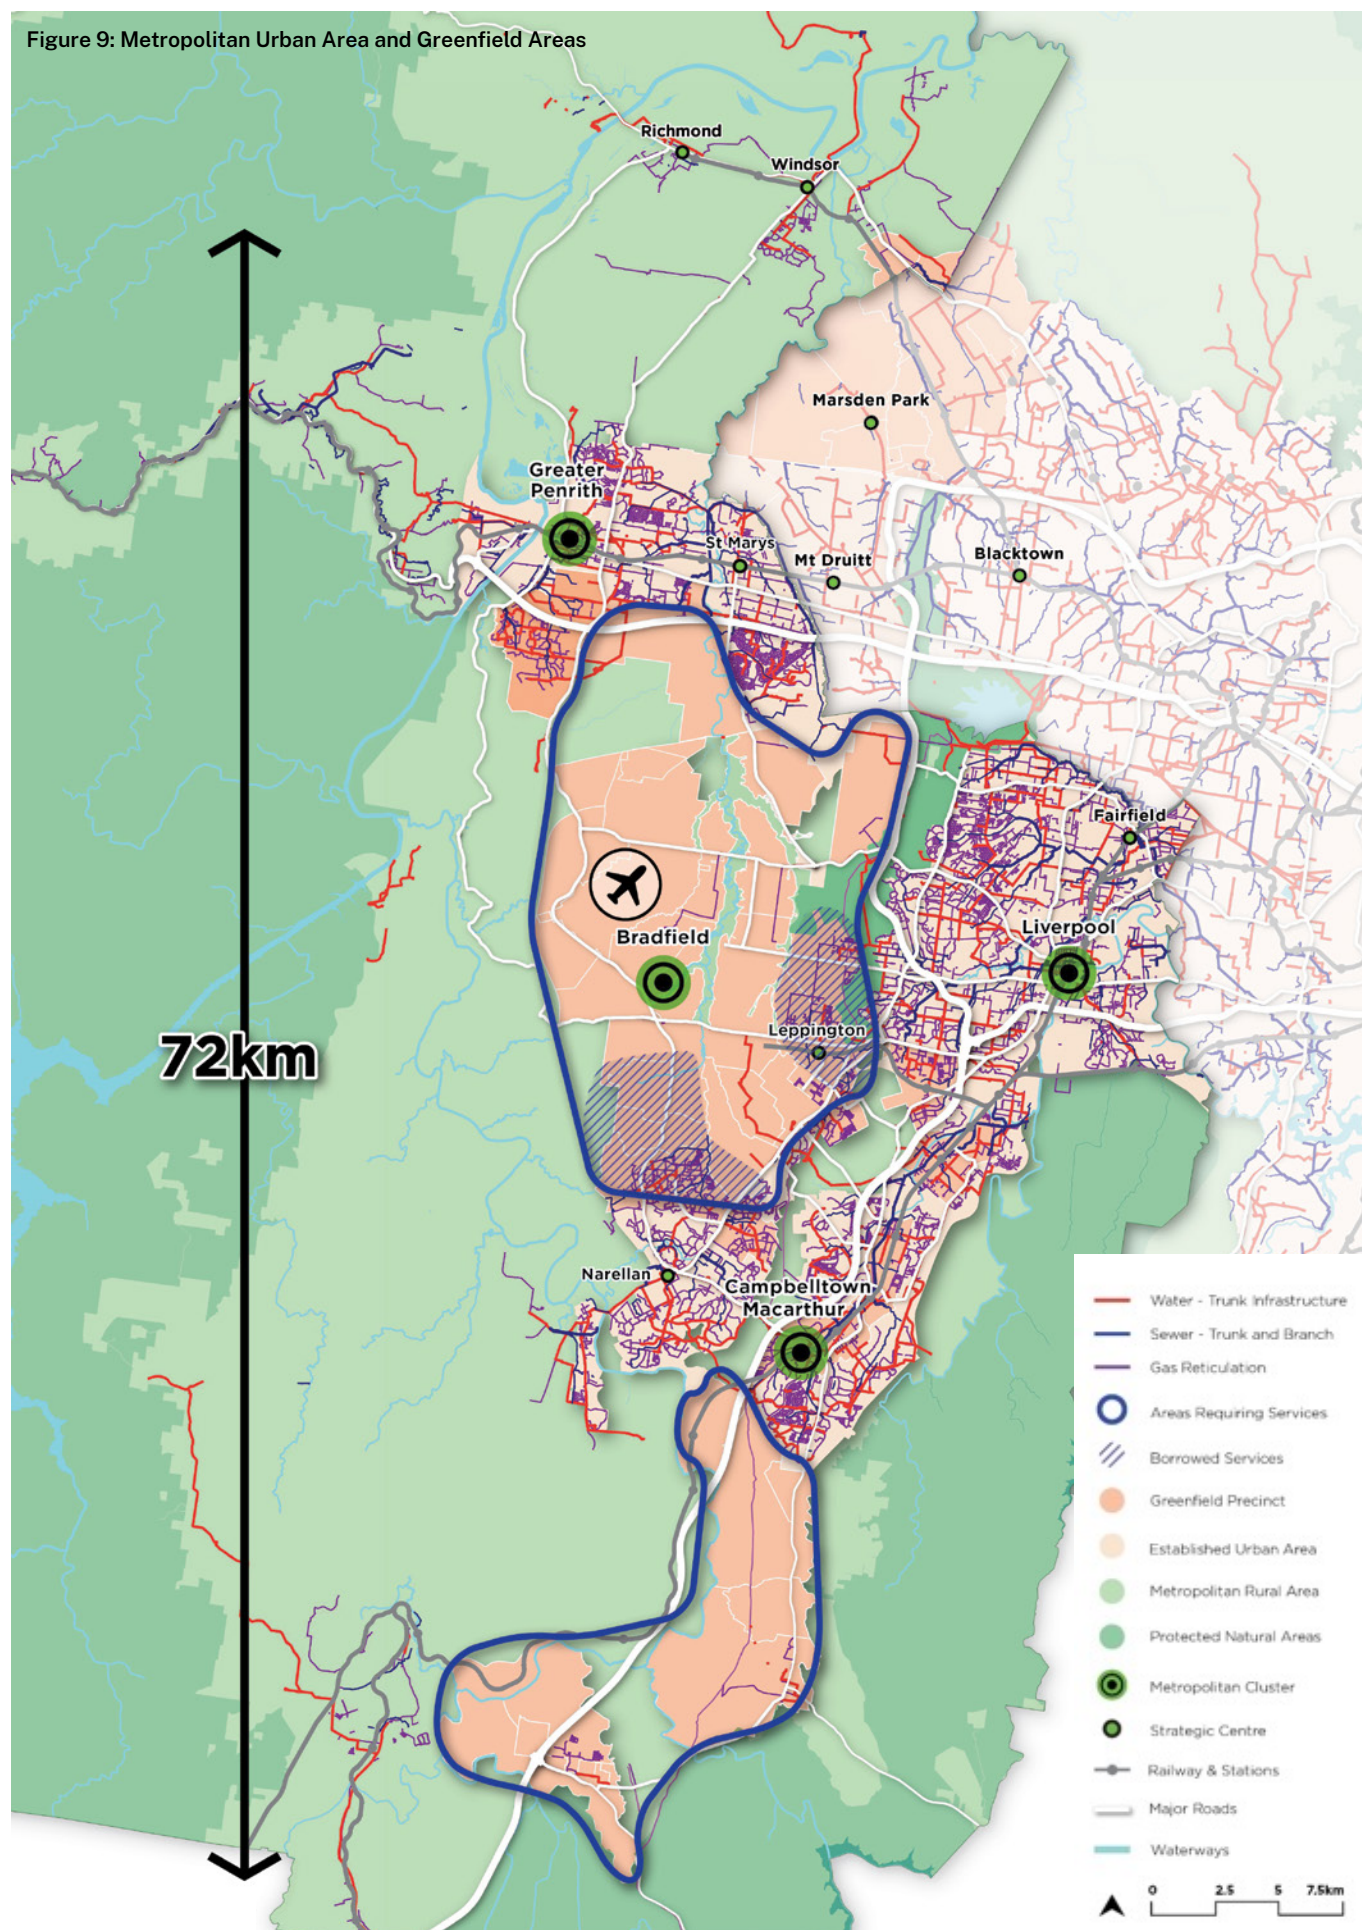 Figure 9: Metropolitan Urban Area and Greenfield Areas
Richmond
Windsor
Marsden Park
Greater
Penrith
St Marys
Mt Druitt
Blacktown
Fairfield
Bradfield
Liverpool
Leppington
72km
Narellan
Campbelltown-
Macarthur
Water - Trunk Infrastructure
Sewer - Trunk and Branch
Gas Reticulation
Areas Requiring Services
Borrowed Services
Greenfield Precinct
Established Urban Area
Metropolitan Rural Area
Protected Natural Areas
Metropolitan Cluster
Strategic Centre
Railway & Stations
Major Roads
Waterways
0 2.5 5 7.5km